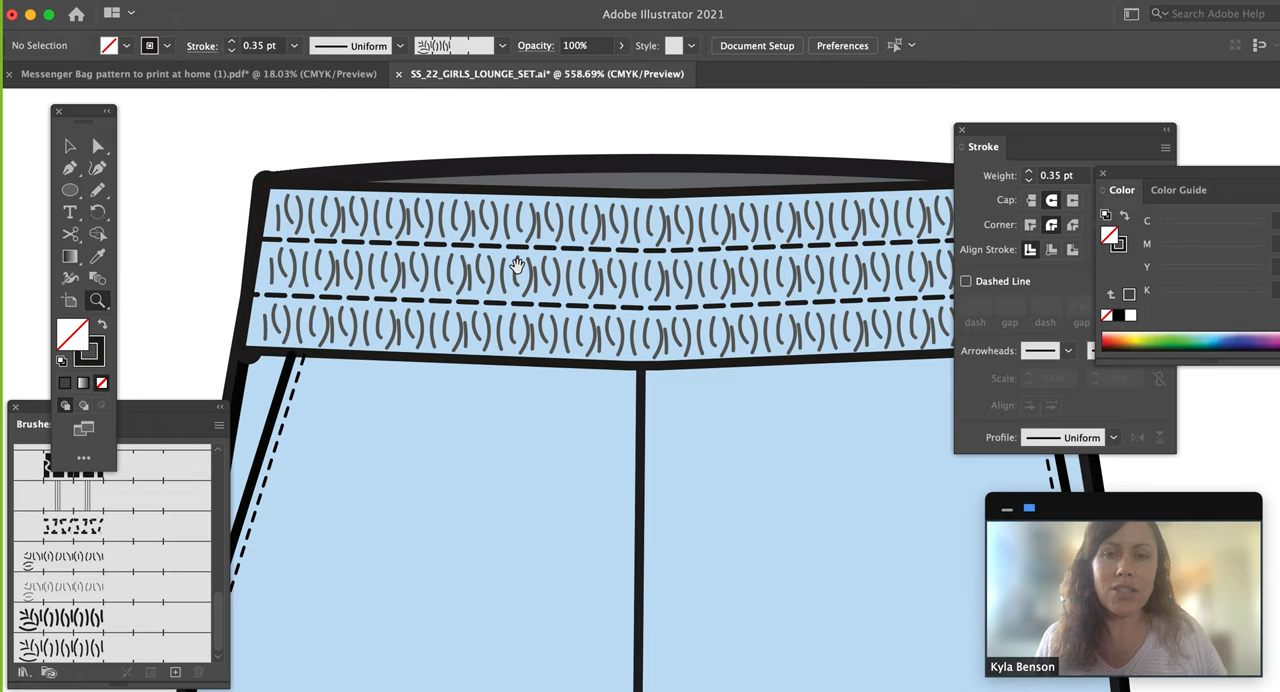 Adobe Illustrator 2021
Search Adobe Help
No Selection
Stroke:
0.35 pt
Uniform
Opacity:
100%
Style:
Document Setup
Preferences
Messenger Bag pattern to print at home (1).pdf* @ 18.03% (CMYK/Preview)
SS_22_GIRLS_LOUNGE_SET.ai* @ 558.69% (CMYK/Preview)
Stroke
Weight:
0.35 pt
Cap:
Corner:
Align Stroke:
Dashed Line
dash
gap
dash
gap
Arrowheads:
Scale:
Align:
Profile:
Uniform
Color
Color Guide
C
M
Y
K
Brushes
Kyla Benson